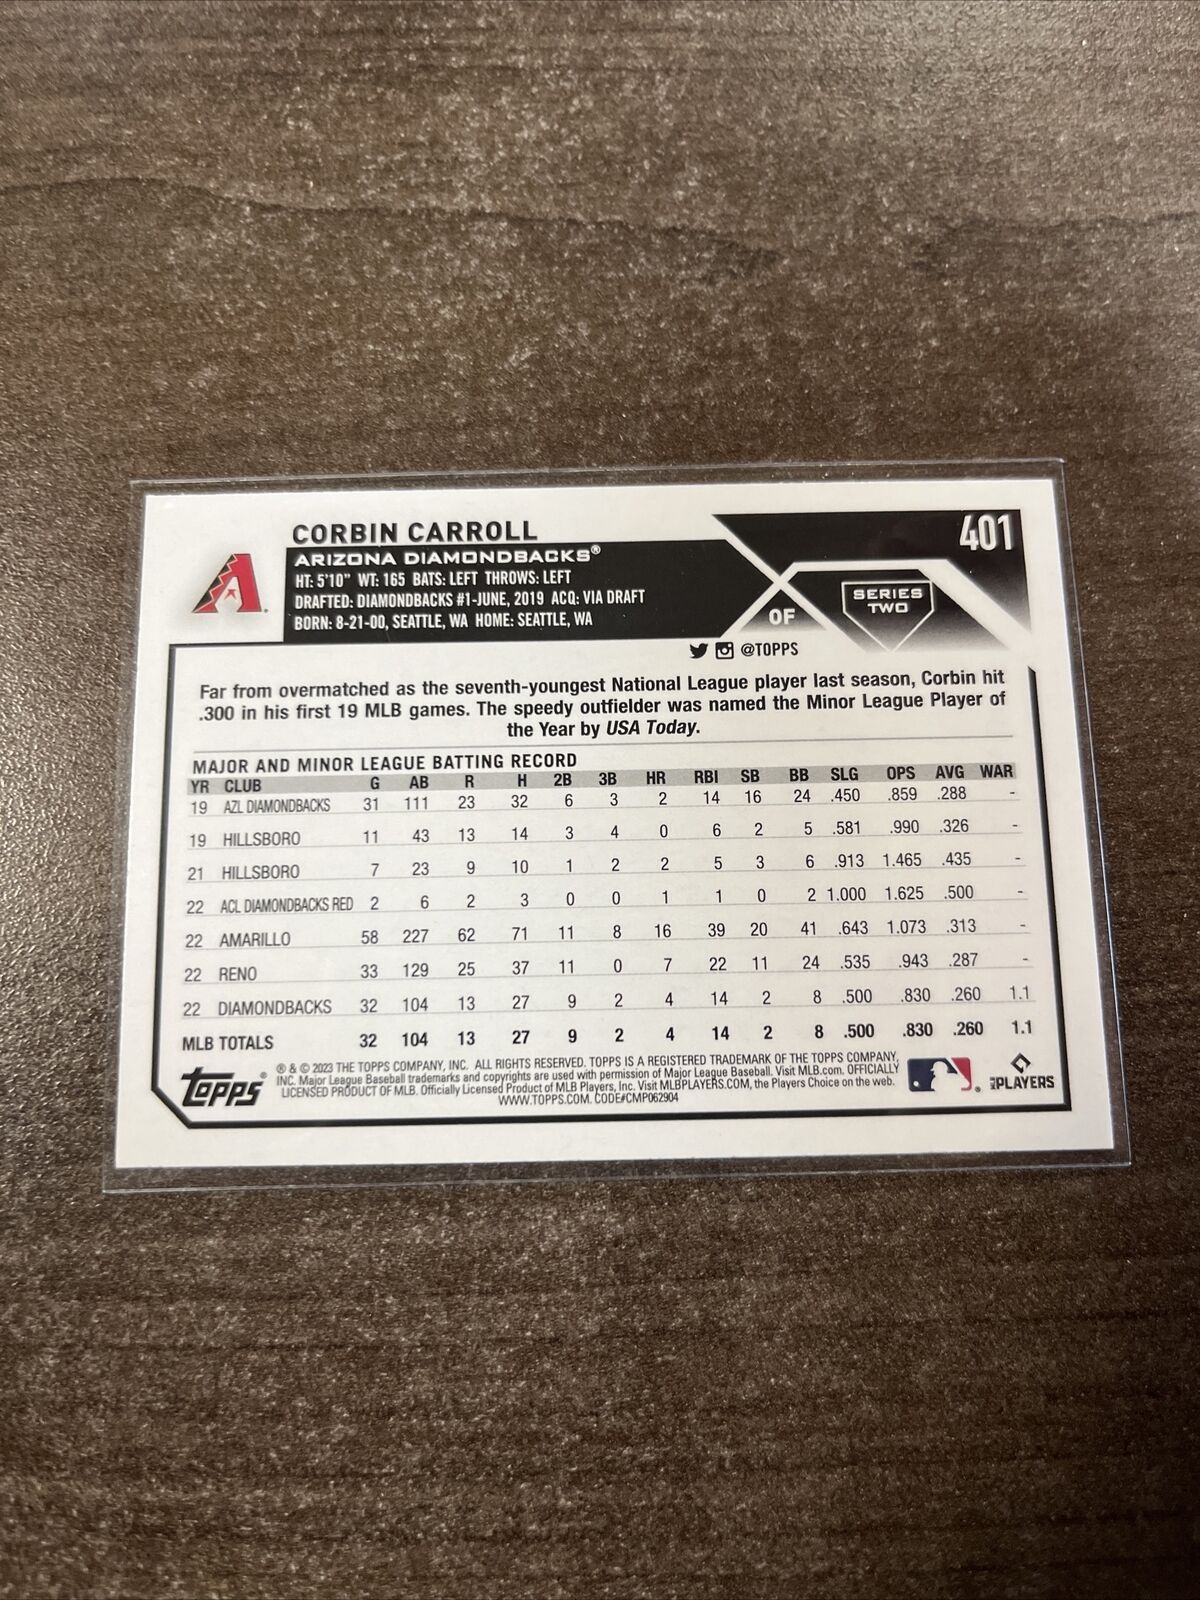 CORBIN CARROLL
401
ARIZONA DIAMONDBACKS®
HT: 5'10" WT: 165 BATS: LEFT THROWS: LEFT
DRAFTED: DIAMONDBACKS #1-JUNE, 2019 ACQ: VIA DRAFT
BORN: 8-21-00, SEATTLE, WA HOME: SEATTLE, WA
A
OF
SERIES
TWO
@TOPPS
Far from overmatched as the seventh-youngest National League player last season, Corbin hit
.300 in his first 19 MLB games. The speedy outfielder was named the Minor League Player of
the Year by USA Today.
MAJOR AND MINOR LEAGUE BATTING RECORD
YR CLUB G AB R H 2B 3B HR RBI SB BB SLG OPS AVG WAR
19 AZL DIAMONDBACKS 31 111 23 32 6 3 2 14 16 24 .450 .859 .288 -
19 HILLSBORO 11 43 13 14 3 4 0 6 2 5 .581 .990 .326 -
21 HILLSBORO 7 23 9 10 1 2 2 5 3 6 .913 1.465 .435 -
22 ACL DIAMONDBACKS RED 2 6 2 3 0 0 1 1 0 2 1.000 1.625 .500 -
22 AMARILLO 58 227 62 71 11 8 16 39 20 41 .643 1.073 .313 -
22 RENO 33 129 25 37 11 0 7 22 11 24 .535 .943 .287 -
22 DIAMONDBACKS 32 104 13 27 9 2 4 14 2 8 .500 .830 .260 1.1
MLB TOTALS 32 104 13 27 9 2 4 14 2 8 .500 .830 .260 1.1
TOPPS®
® & © 2023 THE TOPPS COMPANY, INC. ALL RIGHTS RESERVED. TOPPS IS A REGISTERED TRADEMARK OF THE TOPPS COMPANY,
INC. Major League Baseball trademarks and copyrights are used with permission of Major League Baseball. Visit MLB.com. OFFICIALLY
LICENSED PRODUCT OF MLB. Officially Licensed Product of MLB Players, Inc. Visit MLBPLAYERS.COM, the Players Choice on the web.
WWW.TOPPS.COM. CODE#CMP062904
PLAYERS